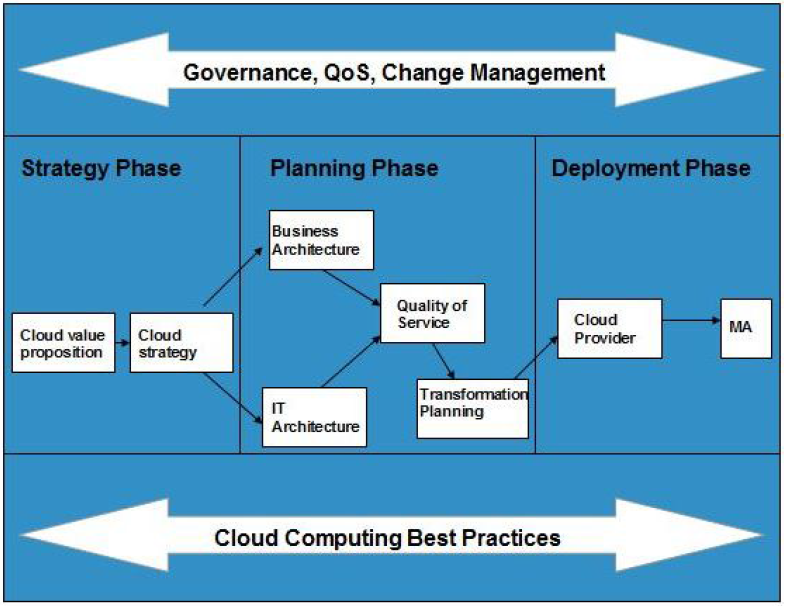 Governance, QoS, Change Management
Strategy Phase
Planning Phase
Deployment Phase
Business
Architecture
Quality of
Service
Cloud value
proposition
Cloud
strategy
Cloud
Provider
MA
IT
Architecture
Transformation
Planning
Cloud Computing Best Practices